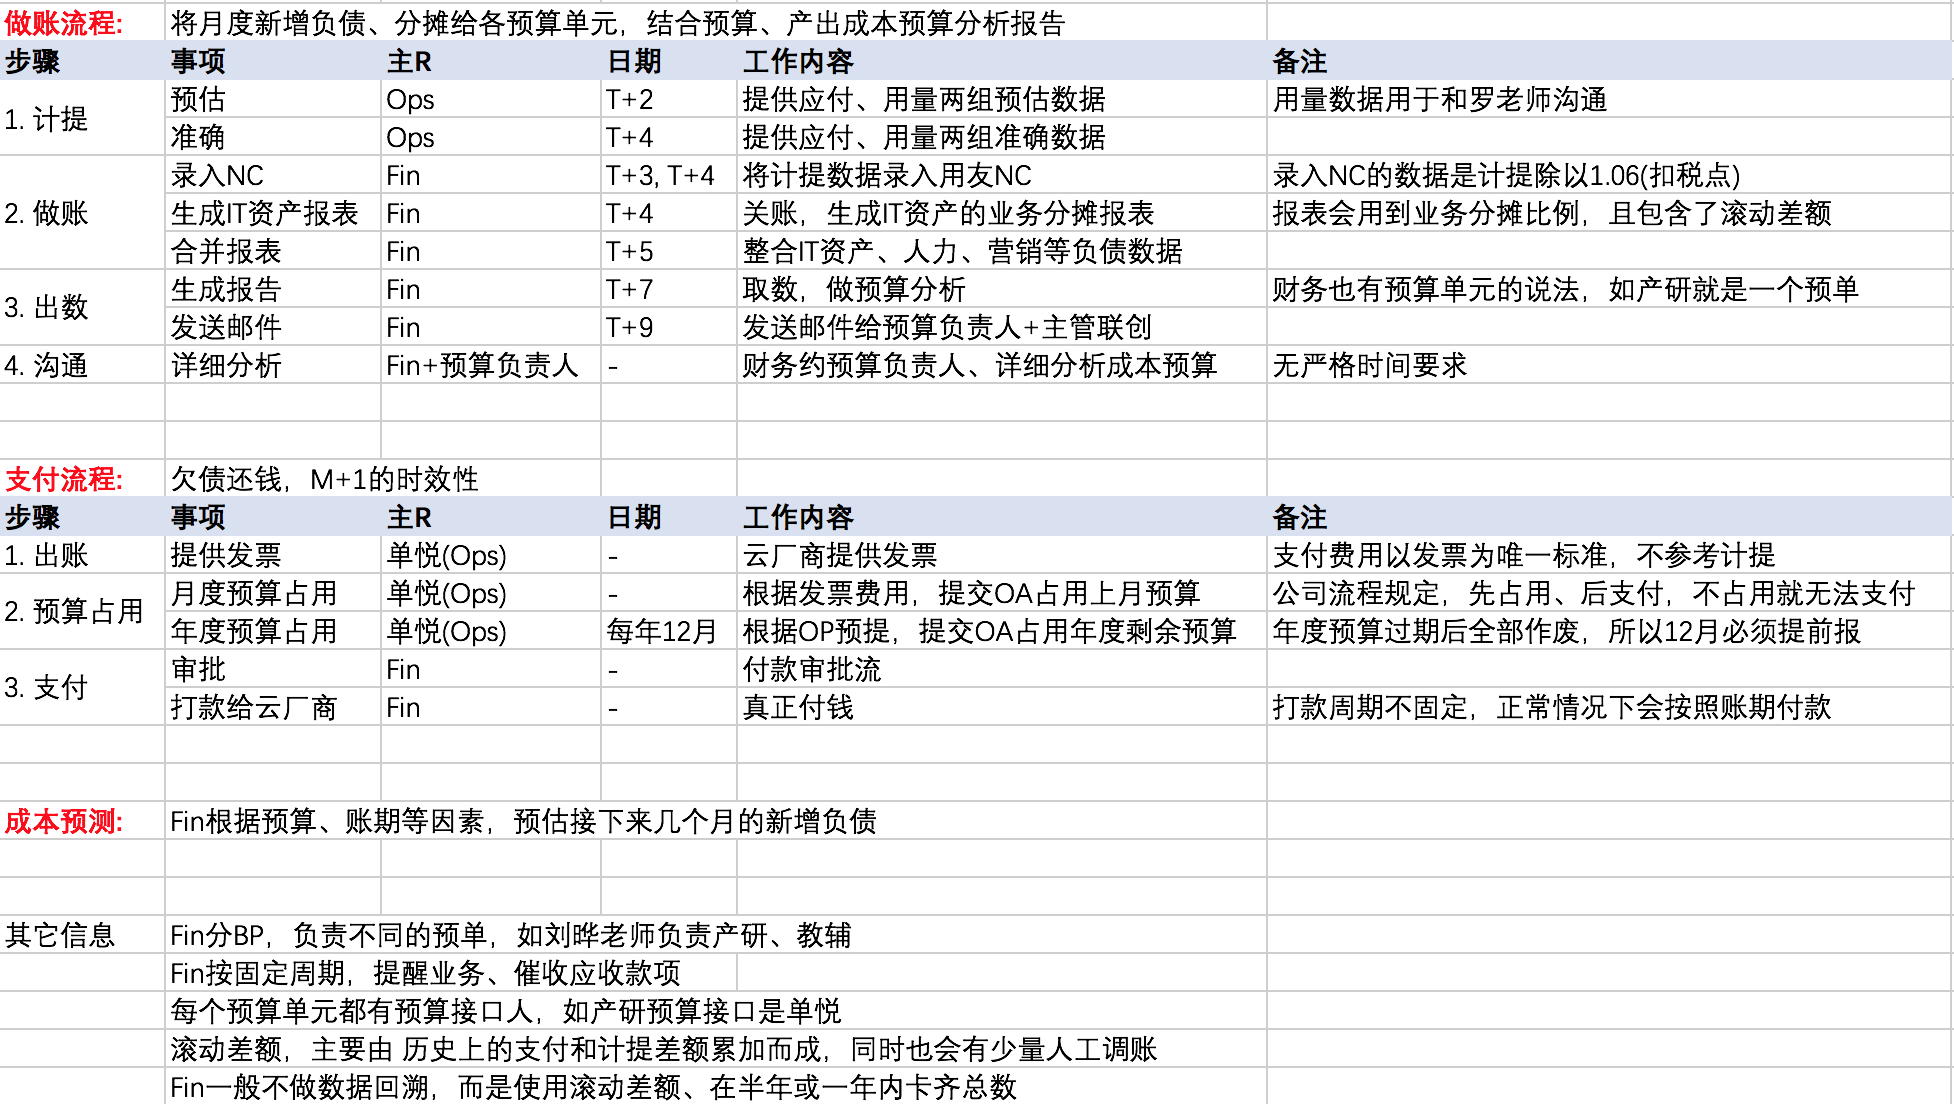 做账流程: 将月度新增负债、分摊给各预算单元，结合预算、产出成本预算分析报告
步骤 事项 主R 日期 工作内容 备注
1. 计提 预估 Ops T+2 提供应付、用量两组预估数据 用量数据用于和罗老师沟通
准确 Ops T+4 提供应付、用量两组准确数据
2. 做账 录入NC Fin T+3, T+4 将计提数据录入用友NC 录入NC的数据是计提除以1.06(扣税点)
生成IT资产报表 Fin T+4 关账，生成IT资产的业务分摊报表 报表会用到业务分摊比例，且包含了滚动差额
合并报表 Fin T+5 整合IT资产、人力、营销等负债数据
3. 出数 生成报告 Fin T+7 取数，做预算分析 财务也有预算单元的说法，如产研就是一个预单
发送邮件 Fin T+9 发送邮件给预算负责人+主管联创
4. 沟通 详细分析 Fin+预算负责人 - 财务约预算负责人、详细分析成本预算 无严格时间要求
支付流程: 欠债还钱，M+1的时效性
步骤 事项 主R 日期 工作内容 备注
1. 出账 提供发票 单悦(Ops) - 云厂商提供发票 支付费用以发票为唯一标准，不参考计提
2. 预算占用 月度预算占用 单悦(Ops) - 根据发票费用，提交OA占用上月预算 公司流程规定，先占用、后支付，不占用就无法支付
年度预算占用 单悦(Ops) 每年12月 根据OP预提，提交OA占用年度剩余预算 年度预算过期后全部作废，所以12月必须提前报
3. 支付 审批 Fin - 付款审批流
打款给云厂商 Fin - 真正付钱 打款周期不固定，正常情况下会按照账期付款
成本预测: Fin根据预算、账期等因素，预估接下来几个月的新增负债
其它信息 Fin分BP，负责不同的预单，如刘晔老师负责产研、教辅
Fin按固定周期，提醒业务、催收应收款项
每个预算单元都有预算接口人，如产研预算接口是单悦
滚动差额，主要由 历史上的支付和计提差额累加而成，同时也会有少量人工调账
Fin一般不做数据回溯，而是使用滚动差额、在半年或一年内卡齐总数